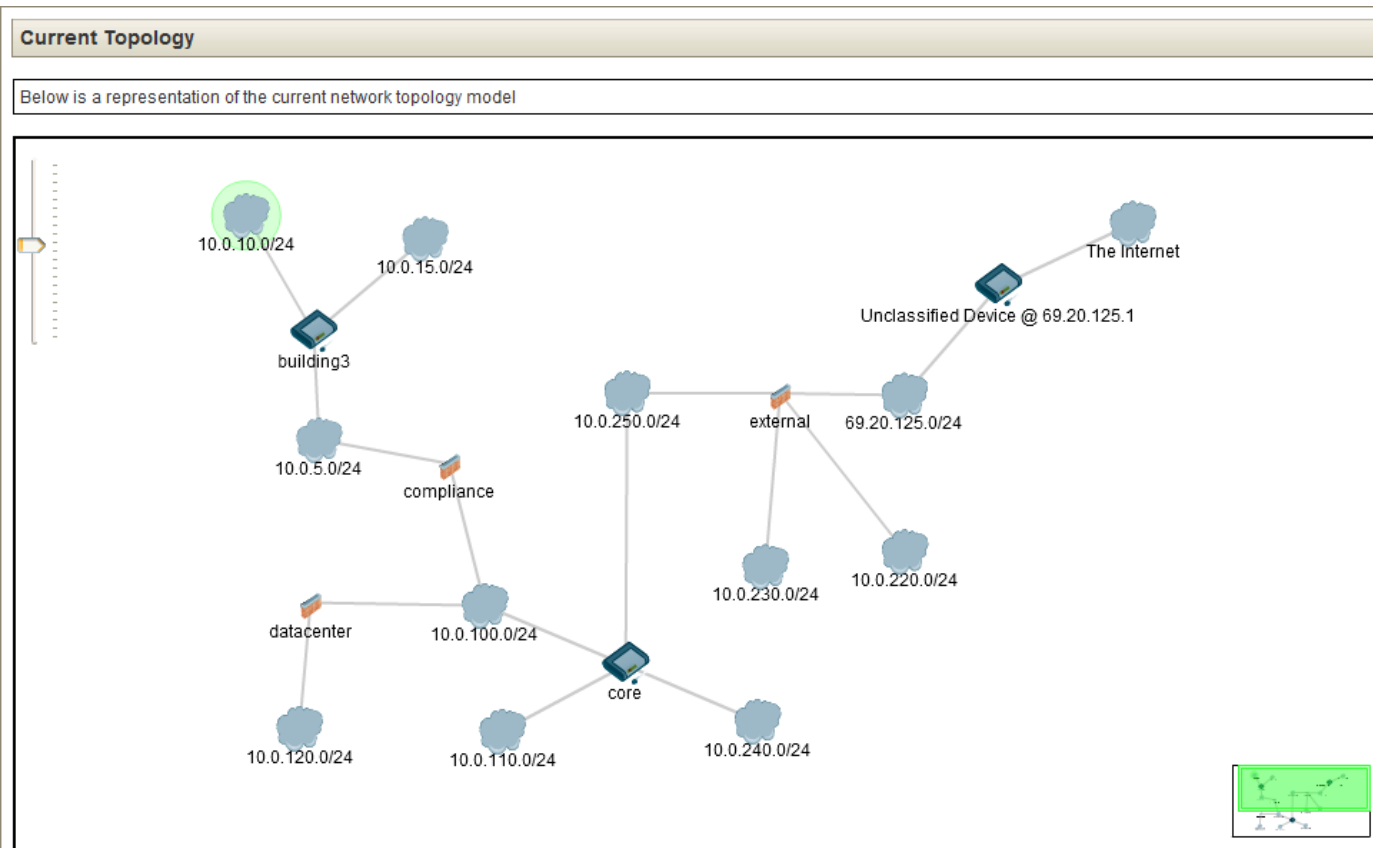 Current Topology
Below is a representation of the current network topology model
10.0.10.0/24
10.0.15.0/24
The Internet
Unclassified Device @ 69.20.125.1
building3
10.0.250.0/24
external
69.20.125.0/24
10.0.5.0/24
compliance
10.0.230.0/24
10.0.220.0/24
datacenter
10.0.100.0/24
core
10.0.120.0/24
10.0.110.0/24
10.0.240.0/24